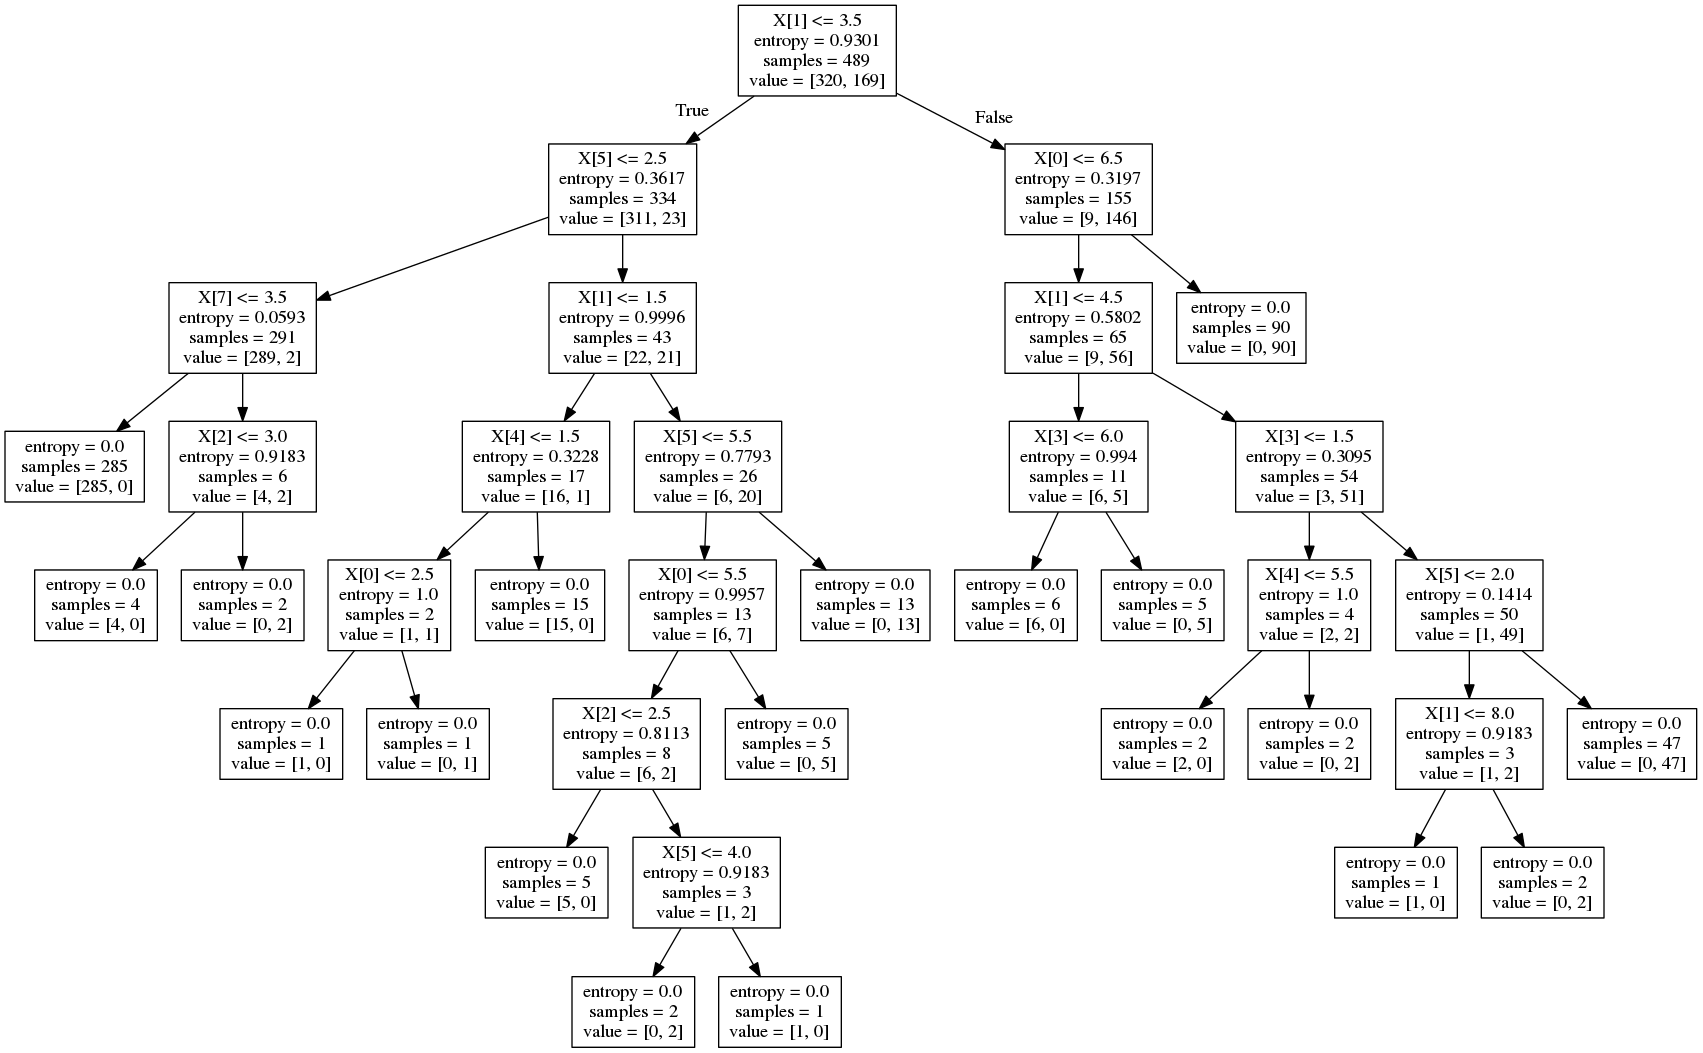 X[1] <= 3.5
entropy = 0.9301
samples = 489
value = [320, 169]
True
False
X[5] <= 2.5
entropy = 0.3617
samples = 334
value = [311, 23]
X[0] <= 6.5
entropy = 0.3197
samples = 155
value = [9, 146]
X[7] <= 3.5
entropy = 0.0593
samples = 291
value = [289, 2]
X[1] <= 1.5
entropy = 0.9996
samples = 43
value = [22, 21]
X[1] <= 4.5
entropy = 0.5802
samples = 65
value = [9, 56]
entropy = 0.0
samples = 90
value = [0, 90]
entropy = 0.0
samples = 285
value = [285, 0]
X[2] <= 3.0
entropy = 0.9183
samples = 6
value = [4, 2]
X[4] <= 1.5
entropy = 0.3228
samples = 17
value = [16, 1]
X[5] <= 5.5
entropy = 0.7793
samples = 26
value = [6, 20]
X[3] <= 6.0
entropy = 0.994
samples = 11
value = [6, 5]
X[3] <= 1.5
entropy = 0.3095
samples = 54
value = [3, 51]
entropy = 0.0
samples = 4
value = [4, 0]
entropy = 0.0
samples = 2
value = [0, 2]
X[0] <= 2.5
entropy = 1.0
samples = 2
value = [1, 1]
entropy = 0.0
samples = 15
value = [15, 0]
X[0] <= 5.5
entropy = 0.9957
samples = 13
value = [6, 7]
entropy = 0.0
samples = 13
value = [0, 13]
entropy = 0.0
samples = 6
value = [6, 0]
entropy = 0.0
samples = 5
value = [0, 5]
X[4] <= 5.5
entropy = 1.0
samples = 4
value = [2, 2]
X[5] <= 2.0
entropy = 0.1414
samples = 50
value = [1, 49]
entropy = 0.0
samples = 1
value = [1, 0]
entropy = 0.0
samples = 1
value = [0, 1]
X[2] <= 2.5
entropy = 0.8113
samples = 8
value = [6, 2]
entropy = 0.0
samples = 5
value = [0, 5]
entropy = 0.0
samples = 2
value = [2, 0]
entropy = 0.0
samples = 2
value = [0, 2]
X[1] <= 8.0
entropy = 0.9183
samples = 3
value = [1, 2]
entropy = 0.0
samples = 47
value = [0, 47]
entropy = 0.0
samples = 5
value = [5, 0]
X[5] <= 4.0
entropy = 0.9183
samples = 3
value = [1, 2]
entropy = 0.0
samples = 1
value = [1, 0]
entropy = 0.0
samples = 2
value = [0, 2]
entropy = 0.0
samples = 2
value = [0, 2]
entropy = 0.0
samples = 1
value = [1, 0]